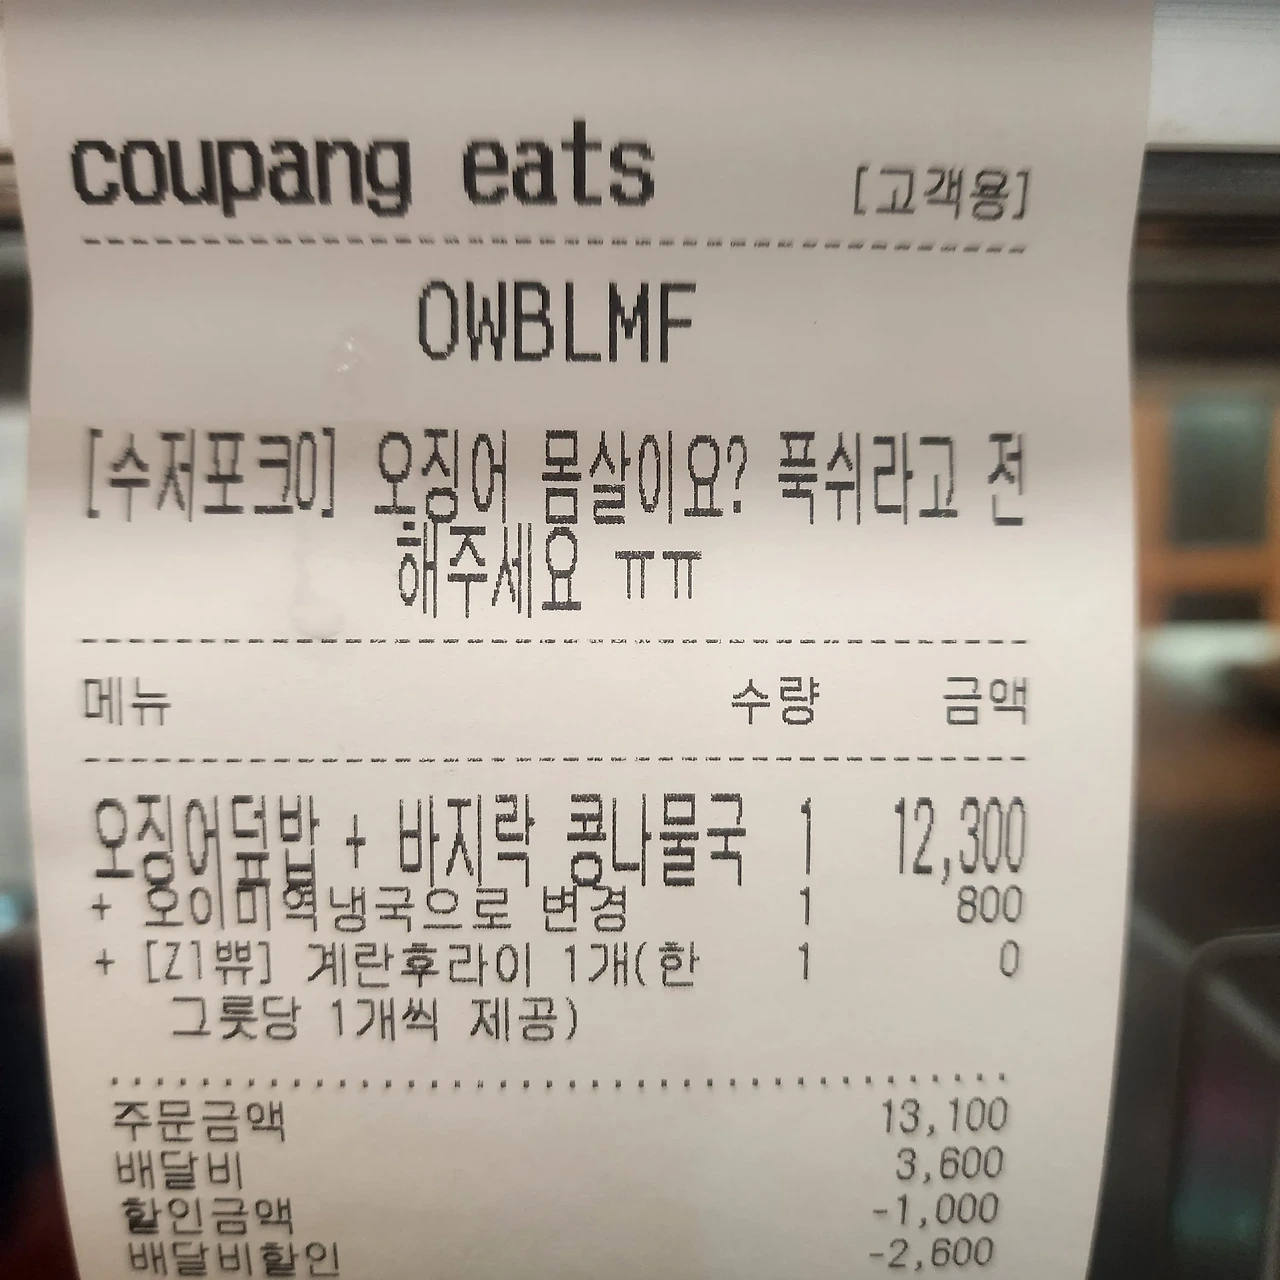 coupang eats [고객용]
OWBLMF
[수저포크O] 오징어 몸살이요? 푹쉬라고 전
해주세요 ㅠㅠ
메뉴 수량 금액
오징어덮밥 + 바지락 콩나물국 1 12,300
+ 오이미역냉국으로 변경 1 800
+ [Z1쀼] 계란후라이 1개(한 1 0
그릇당 1개씩 제공)
주문금액 13,100
배달비 3,600
할인금액 -1,000
배달비할인 -2,600